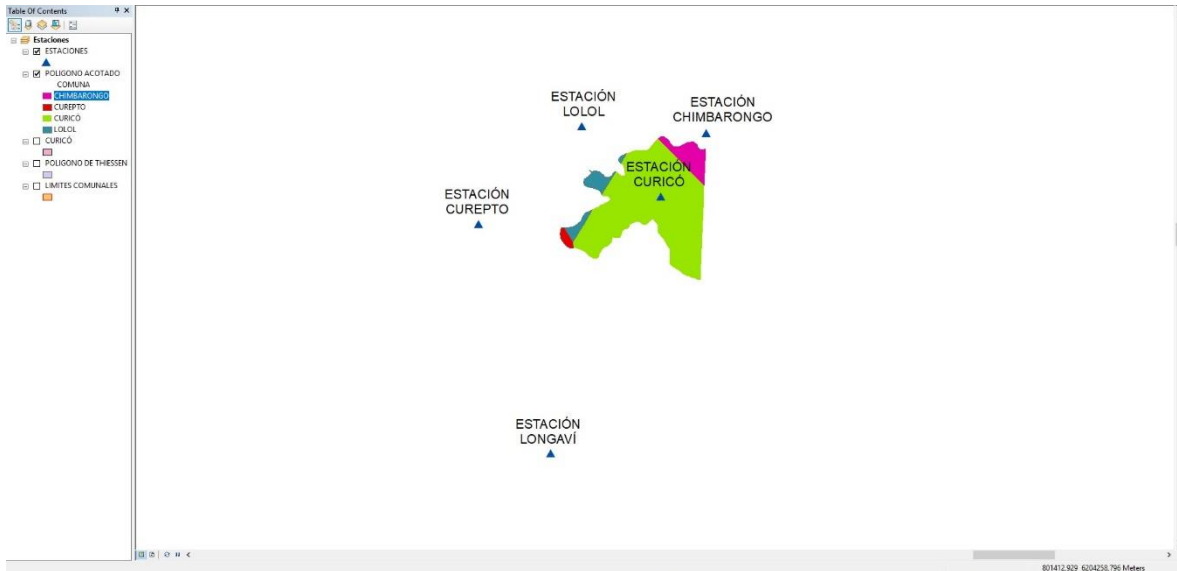 Table Of Contents
Estaciones
ESTACIONES
POLIGONO ACOTADO
COMUNA
CHIMBARONGO
CUREPTO
CURICÓ
LOLOL
CURICÓ
POLIGONO DE THIESSEN
LIMITES COMUNALES
ESTACIÓN
LOLOL
ESTACIÓN
CHIMBARONGO
ESTACIÓN
CURICÓ
ESTACIÓN
CUREPTO
ESTACIÓN
LONGAVÍ
801412,929 6204258,796 Meters